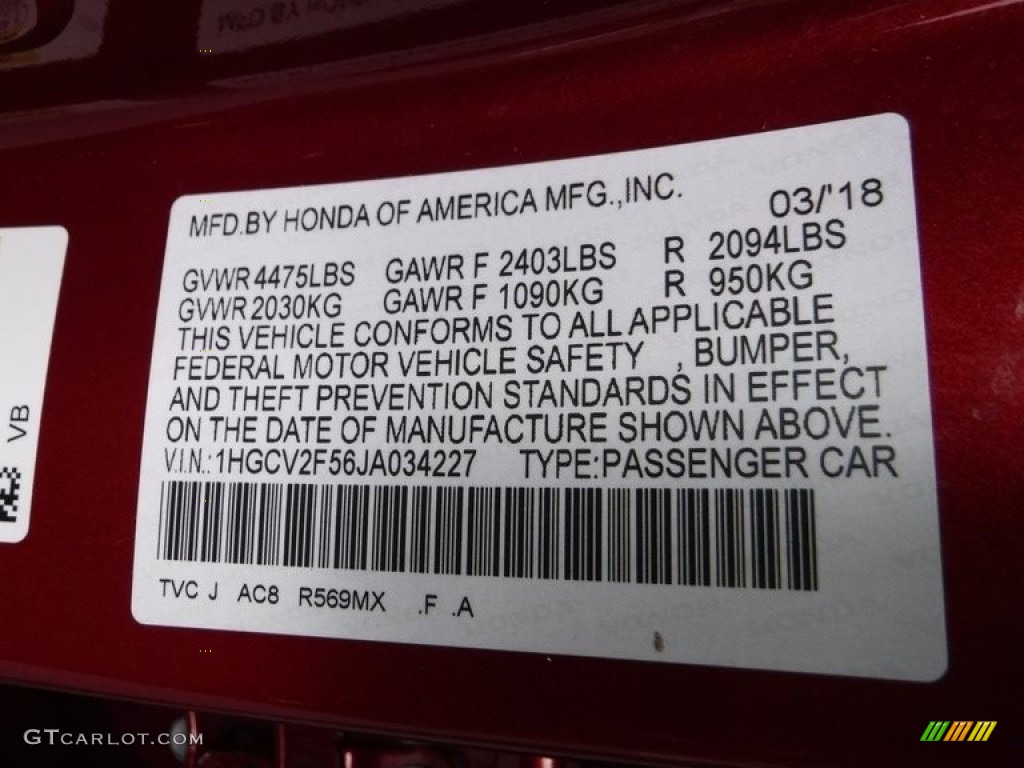 MFD.BY HONDA OF AMERICA MFG.,INC. 03/'18
GVWR 4475LBS GAWR F 2403LBS R 2094LBS
GVWR 2030KG GAWR F 1090KG R 950KG
THIS VEHICLE CONFORMS TO ALL APPLICABLE
FEDERAL MOTOR VEHICLE SAFETY , BUMPER,
AND THEFT PREVENTION STANDARDS IN EFFECT
ON THE DATE OF MANUFACTURE SHOWN ABOVE.
V.I.N.:1HGCV2F56JA034227 TYPE:PASSENGER CAR
TVC J AC8 R569MX .F .A
VB
GTCARLOT.COM